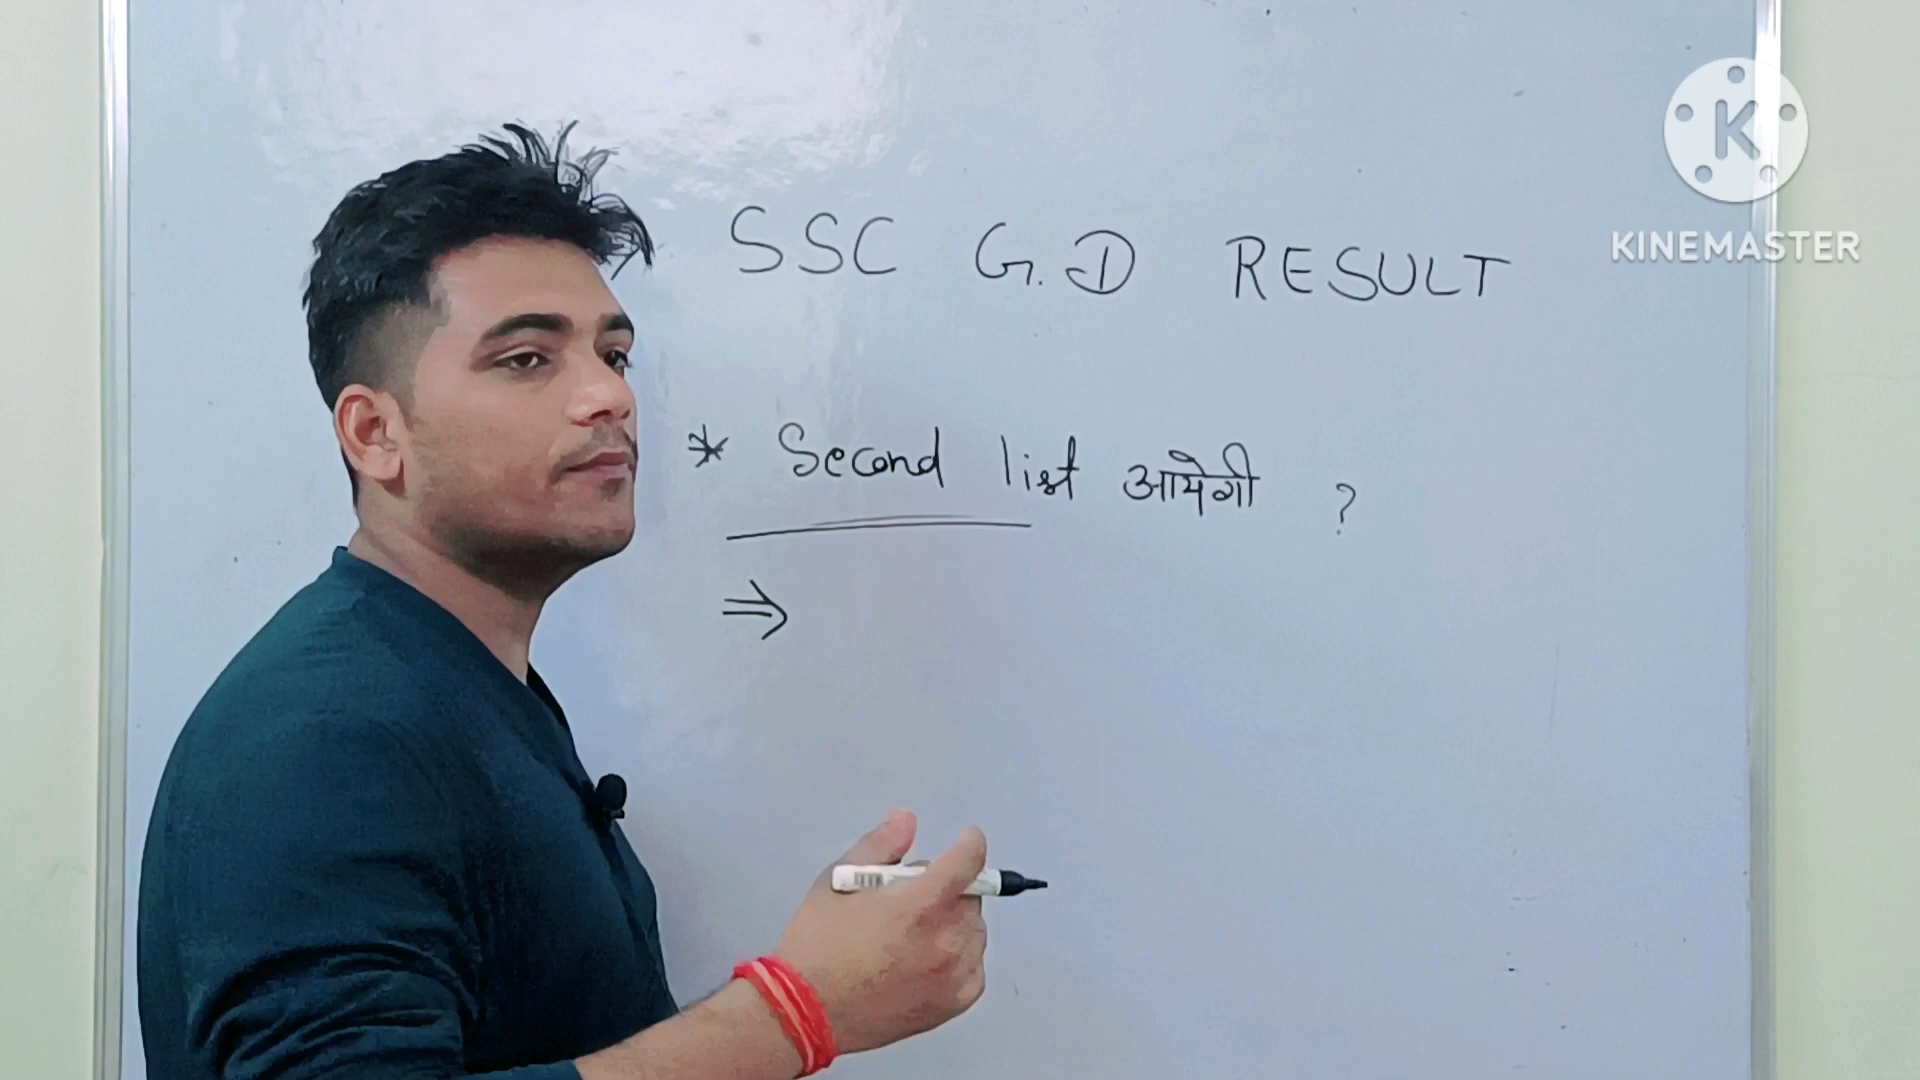 SSC G.D RESULT
* Second list आयेगी ?
⇒
K
KINEMASTER